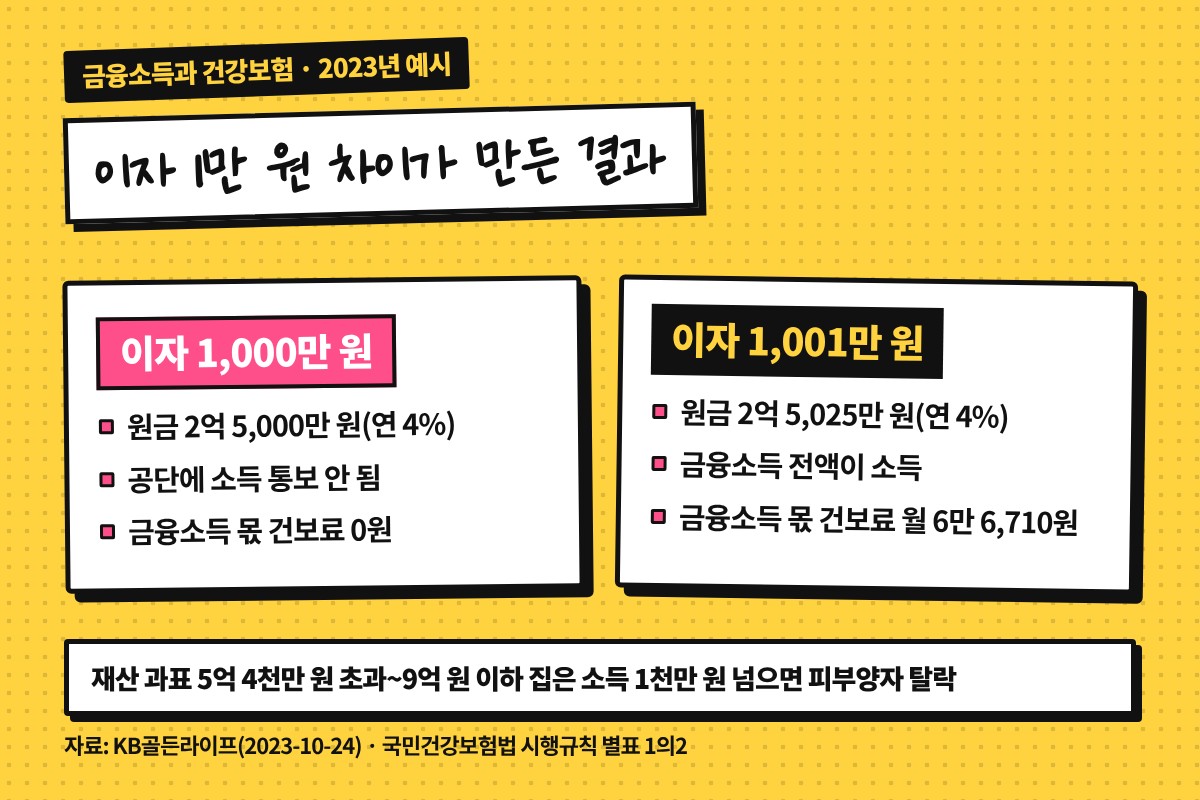 금융소득과 건강보험 · 2023년 예시
이자 1만 원 차이가 만든 결과
이자 1,000만 원
원금 2억 5,000만 원(연 4%)
공단에 소득 통보 안 됨
금융소득 몫 건보료 0원
이자 1,001만 원
원금 2억 5,025만 원(연 4%)
금융소득 전액이 소득
금융소득 몫 건보료 월 6만 6,710원
재산 과표 5억 4천만 원 초과~9억 원 이하 집은 소득 1천만 원 넘으면 피부양자 탈락
자료: KB골든라이프(2023-10-24) · 국민건강보험법 시행규칙 별표 1의2